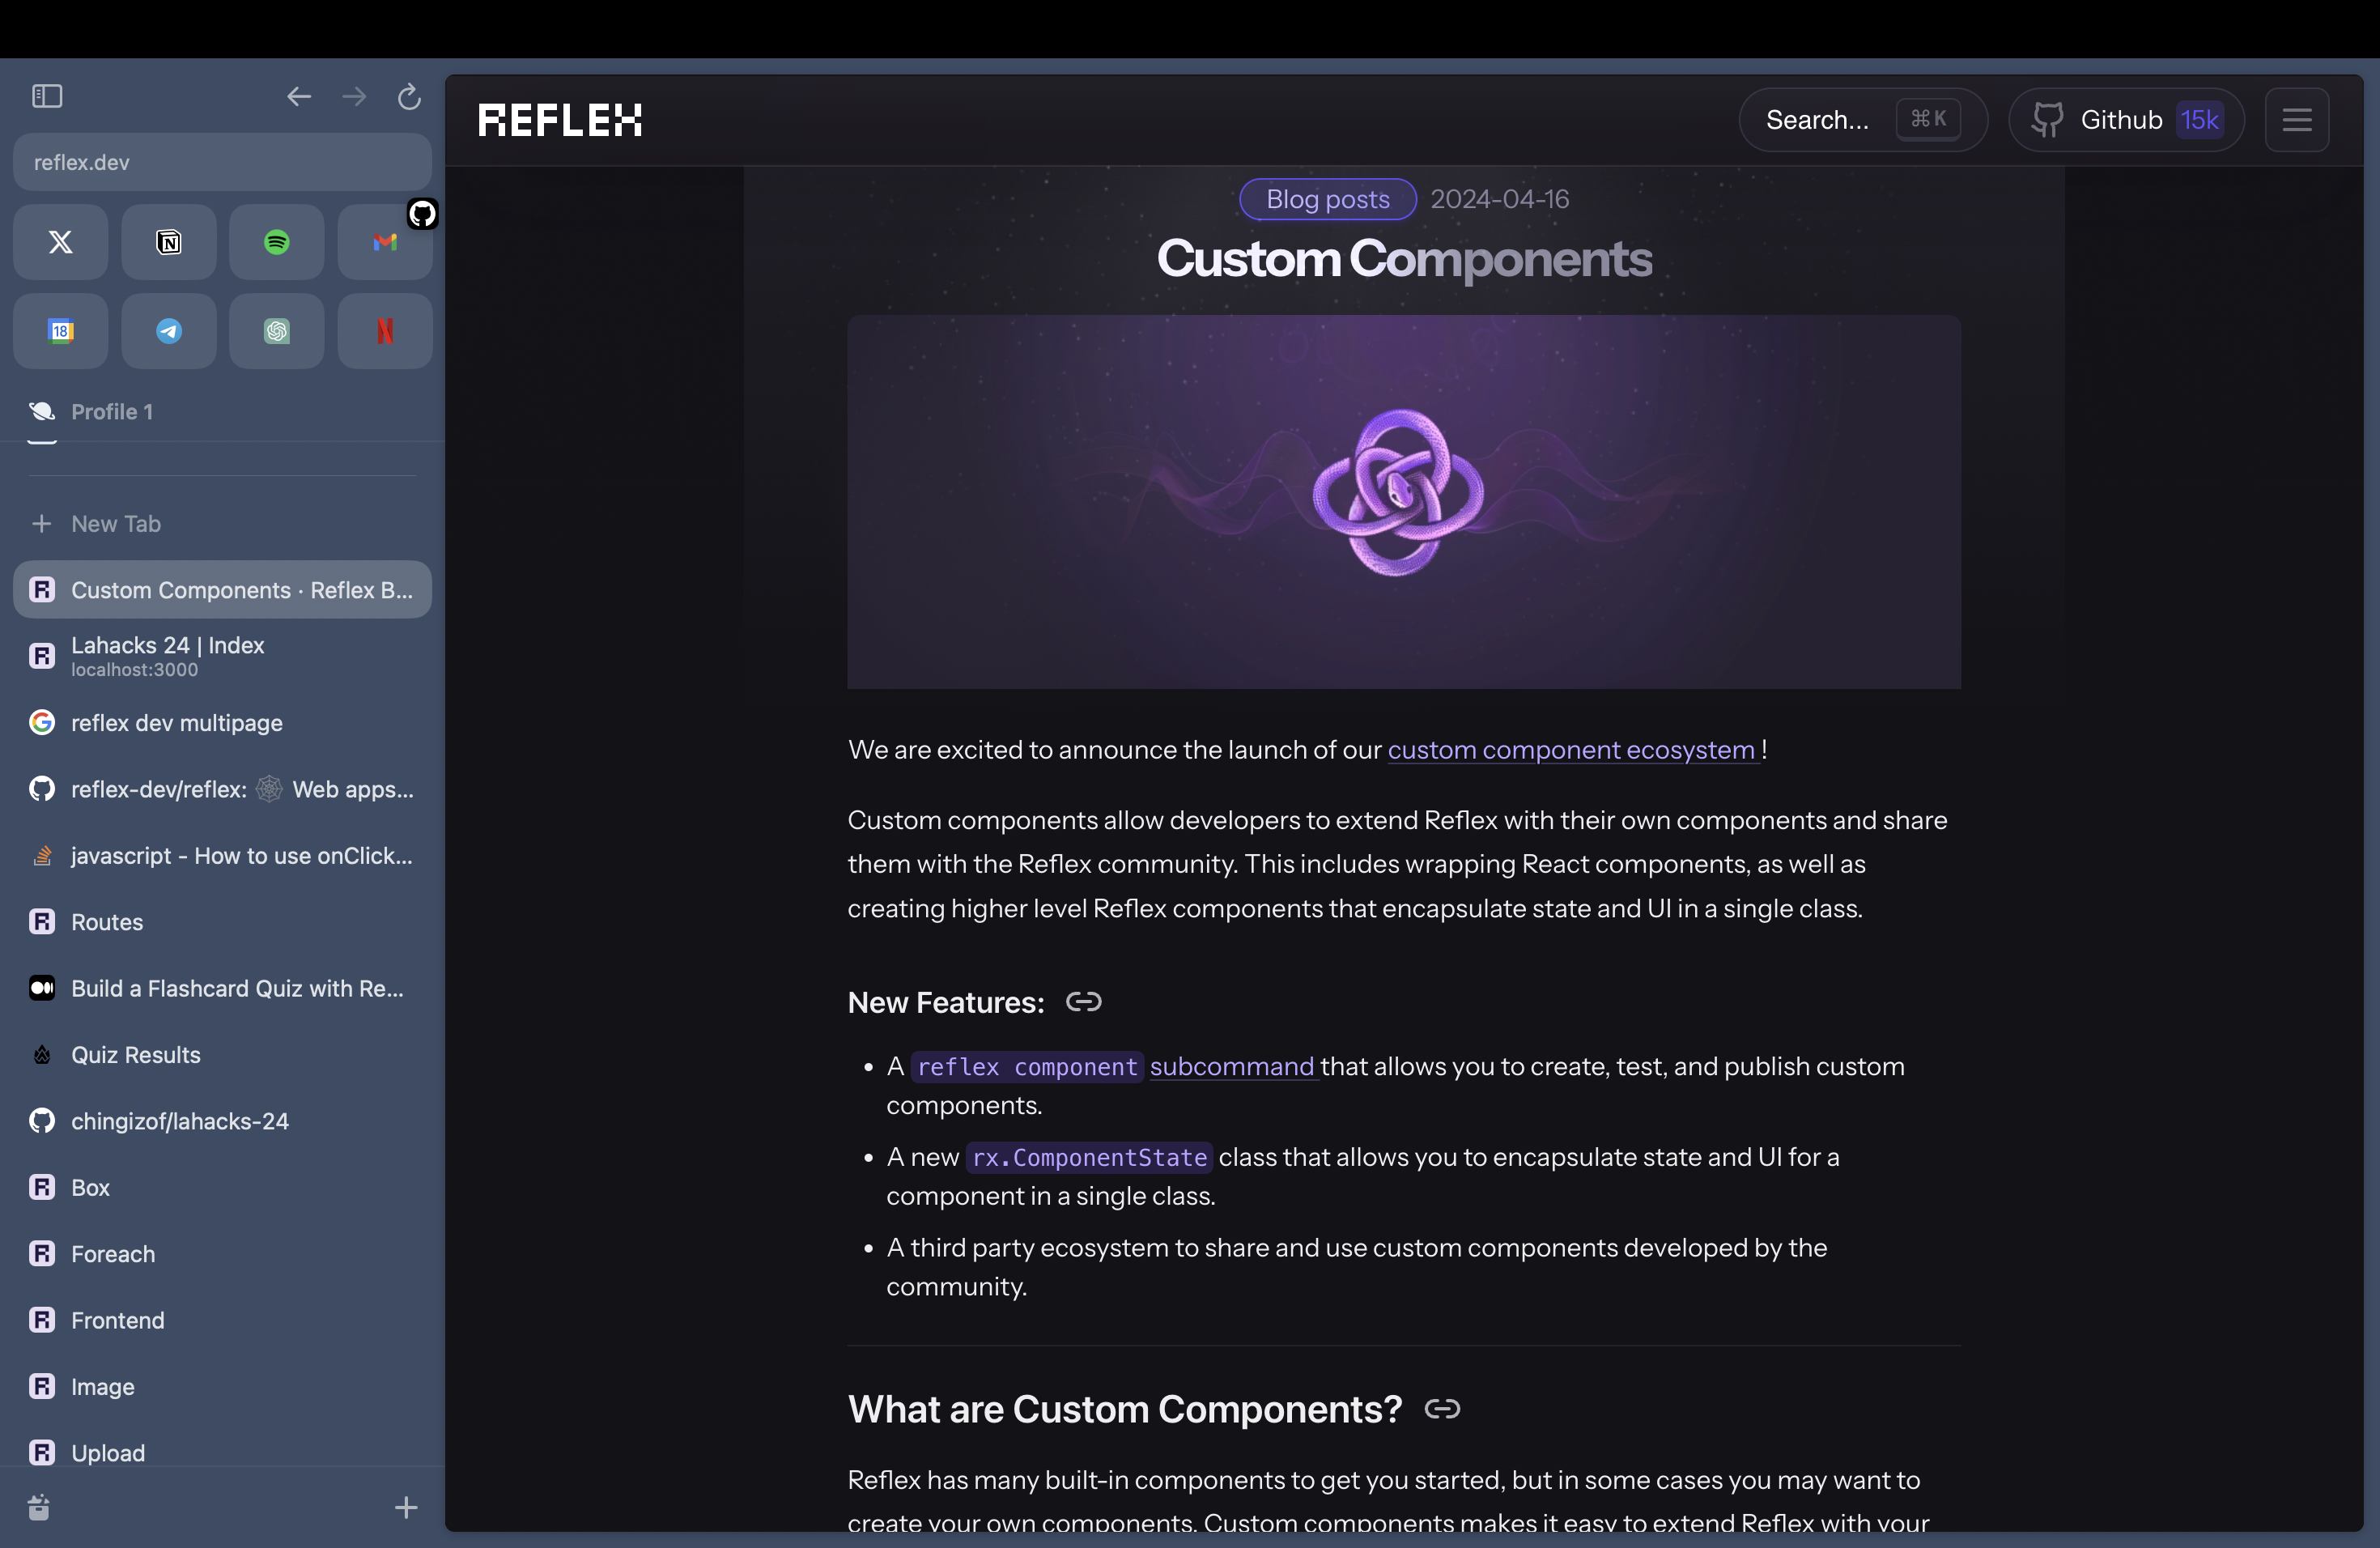 reflex.dev
18
Profile 1
New Tab
Custom Components · Reflex B...
Lahacks 24 | Index
localhost:3000
reflex dev multipage
reflex-dev/reflex: 🕸️ Web apps...
javascript - How to use onClick...
Routes
Build a Flashcard Quiz with Re...
Quiz Results
chingizof/lahacks-24
Box
Foreach
Frontend
Image
Upload
REFLEX
Search... ⌘K
Github 15k
Blog posts 2024-04-16
Custom Components
We are excited to announce the launch of our custom component ecosystem !
Custom components allow developers to extend Reflex with their own components and share
them with the Reflex community. This includes wrapping React components, as well as
creating higher level Reflex components that encapsulate state and UI in a single class.
New Features:
• A reflex component subcommand that allows you to create, test, and publish custom
components.
• A new rx.ComponentState class that allows you to encapsulate state and UI for a
component in a single class.
• A third party ecosystem to share and use custom components developed by the
community.
What are Custom Components?
Reflex has many built-in components to get you started, but in some cases you may want to
create your own components. Custom components makes it easy to extend Reflex with your